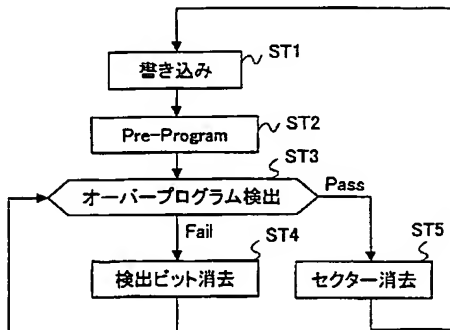 書き込み
ST1
Pre-Program
ST2
オーバープログラム検出
ST3
Pass
Fail
検出ビット消去
ST4
セクター消去
ST5